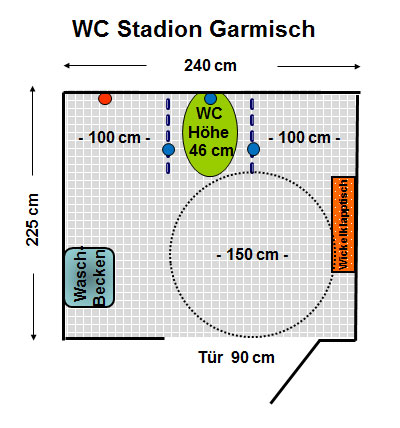 WC Stadion Garmisch
240 cm
WC
Höhe
46 cm
- 100 cm -
- 100 cm -
225 cm
Wickelklapptisch
- 150 cm -
Wasch-
Becken
Tür 90 cm